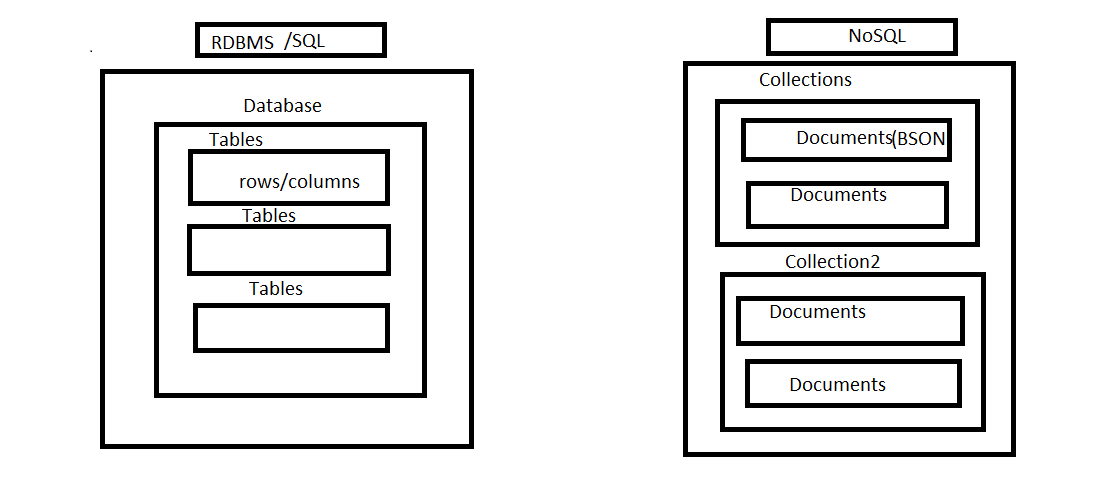 RDBMS /SQL
Database
Tables
rows/columns
Tables
Tables
NoSQL
Collections
Documents(BSON
Documents
Collection2
Documents
Documents